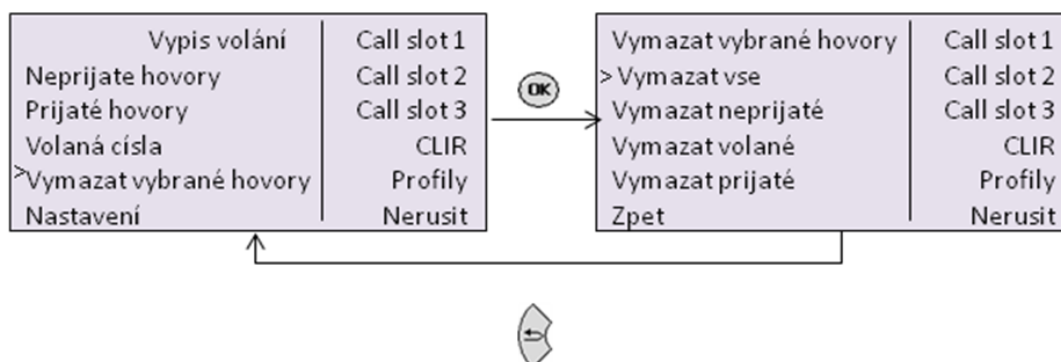 Vypis volání Call slot 1
Neprijate hovory Call slot 2
Prijaté hovory Call slot 3
Volaná císla CLIR
>Vymazat vybrané hovory Profily
Nastavení Nerusit
OK
Vymazat vybrané hovory Call slot 1
>Vymazat vse Call slot 2
Vymazat neprijaté Call slot 3
Vymazat volané CLIR
Vymazat prijaté Profily
Zpet Nerusit